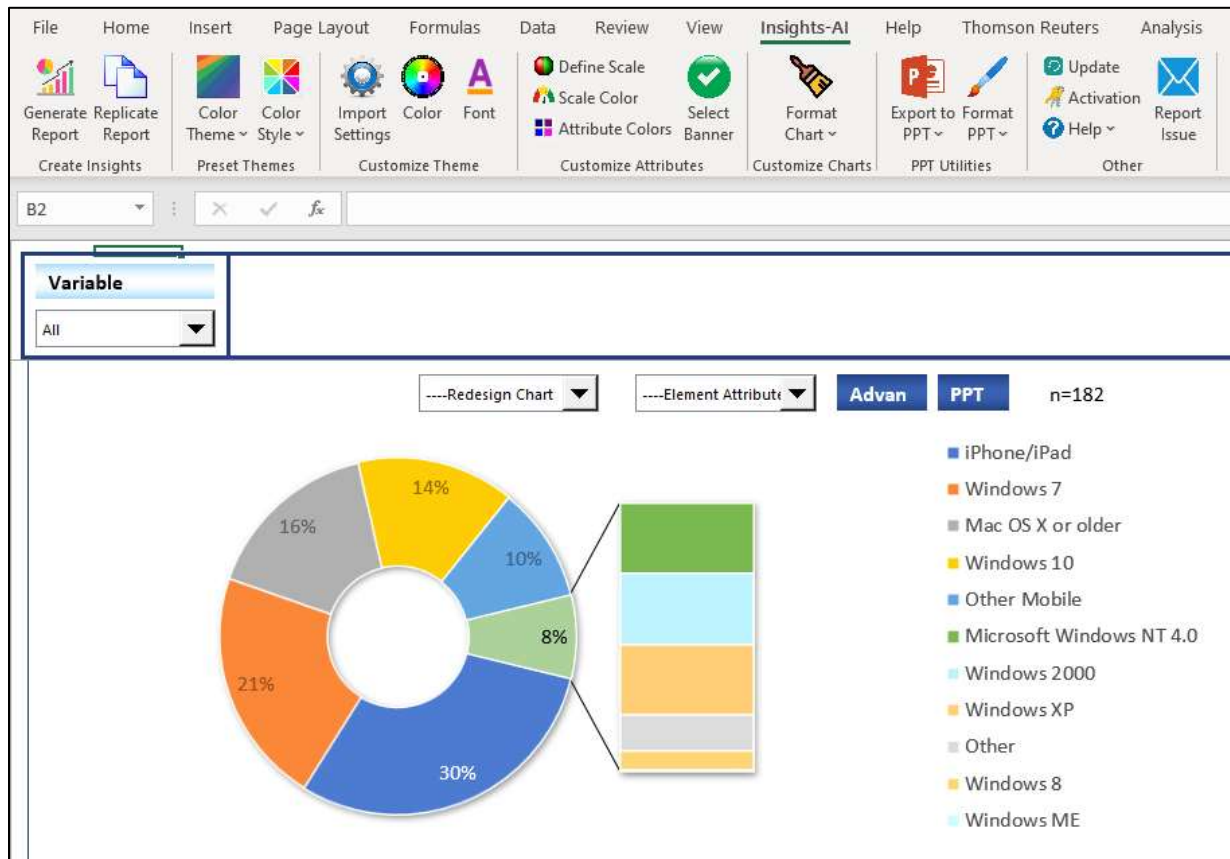 File Home Insert Page Layout Formulas Data Review View Insights-AI Help Thomson Reuters Analysis
Generate Report
Replicate Report
Color Theme
Color Style
Import Settings
Color
Font
Define Scale
Scale Color
Attribute Colors
Select Banner
Format Chart
Export to PPT
Format PPT
Update
Activation
Help
Report Issue
Create Insights Preset Themes Customize Theme Customize Attributes Customize Charts PPT Utilities Other
B2 fx
Variable
All
----Redesign Chart ----Element Attribute Advan PPT n=182
14%
16%
10%
8%
21%
30%
iPhone/iPad
Windows 7
Mac OS X or older
Windows 10
Other Mobile
Microsoft Windows NT 4.0
Windows 2000
Windows XP
Other
Windows 8
Windows ME